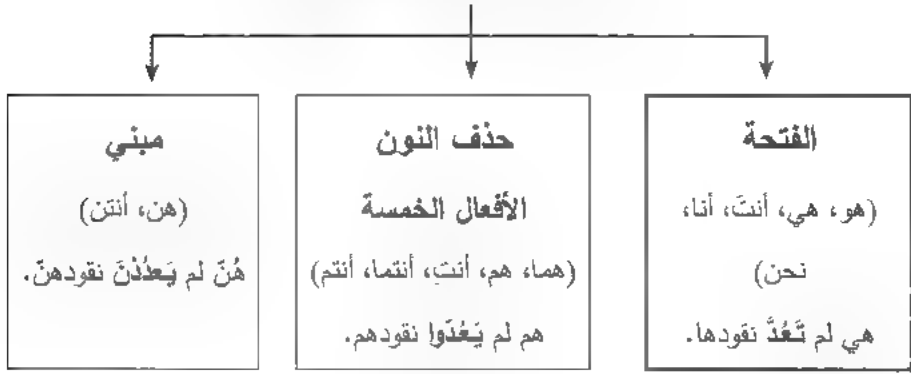 الفتحة
(هو، هي، أنتَ، أنا،
نحن)
هي لم تَعُدَّ نقودها.
حذف النون
الأفعال الخمسة
(هما، هم، أنتِ، أنتما، أنتم)
هم لم يَعُدّوا نقودهم.
مبني
(هن، أنتن)
هُنّ لم يَعدُدْنَ نقودهنّ.